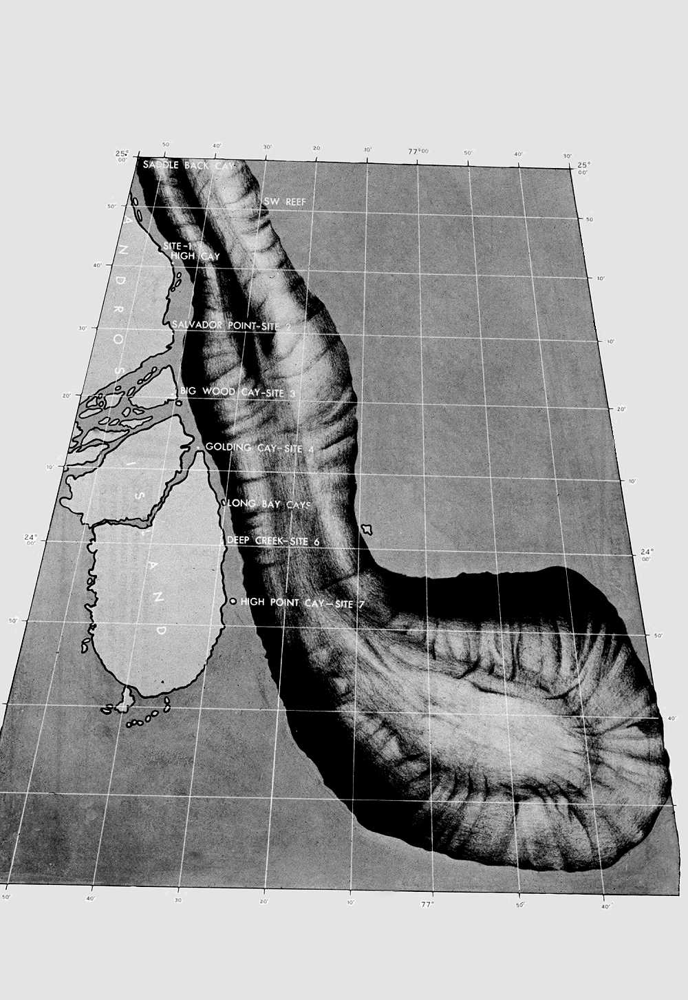 50' 40' 30' 20 10' 77°00 50' 40' 30'
25° 00'
25° 00'
SADDLE BACK CAY
SW REEF
50'
50
SITE-1
HIGH CAY
40'
10'
SALVADOR POINT-SITE 2
30'
10'
BIG WOOD CAY-SITE 3
20'
20'
GOLDING CAY-SITE 4
10'
10'
LONG BAY CAYS
DEEP CREEK-SITE 6
24° 00'
24° 00'
HIGH POINT CAY-SITE 7
50'
50'
40'
ANDROS ISLAND
50' 40' 30' 20' 10' 77° 50' 40'